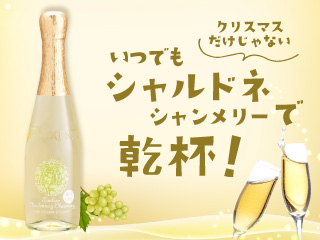 クリスマス
だけじゃない
いつでも
シャルドネ
シャンメリーで
乾杯!